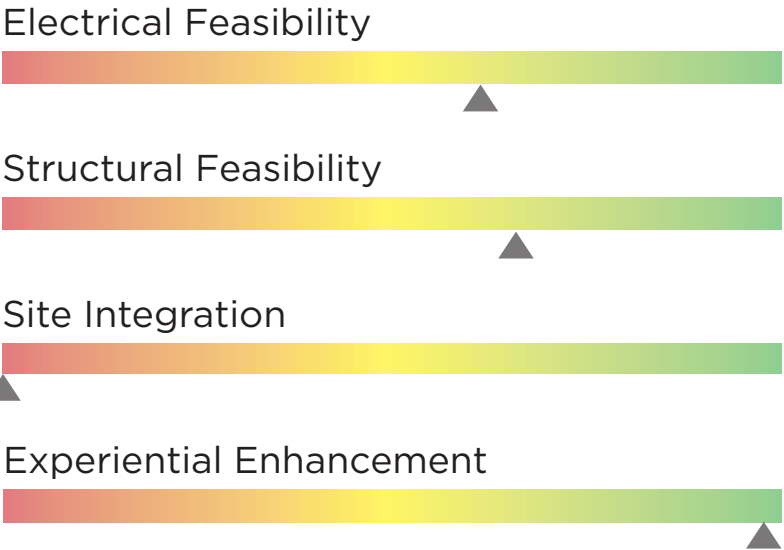 Electrical Feasibility
Structural Feasibility
Site Integration
Experiential Enhancement